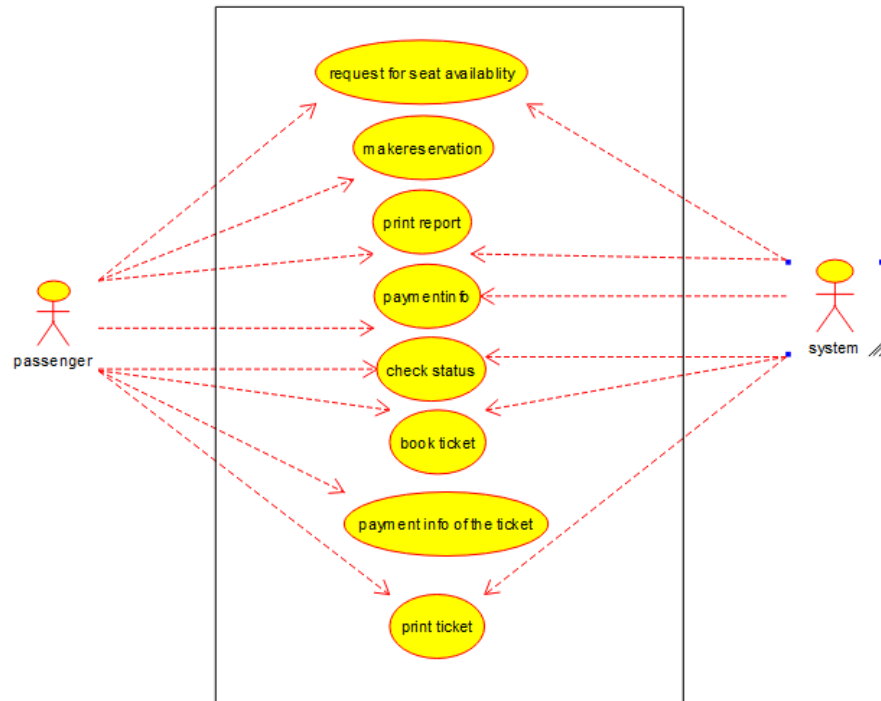 request for seat availablity
makereservation
print report
paymentinfo
passenger
system
check status
book ticket
payment info of the ticket
print ticket